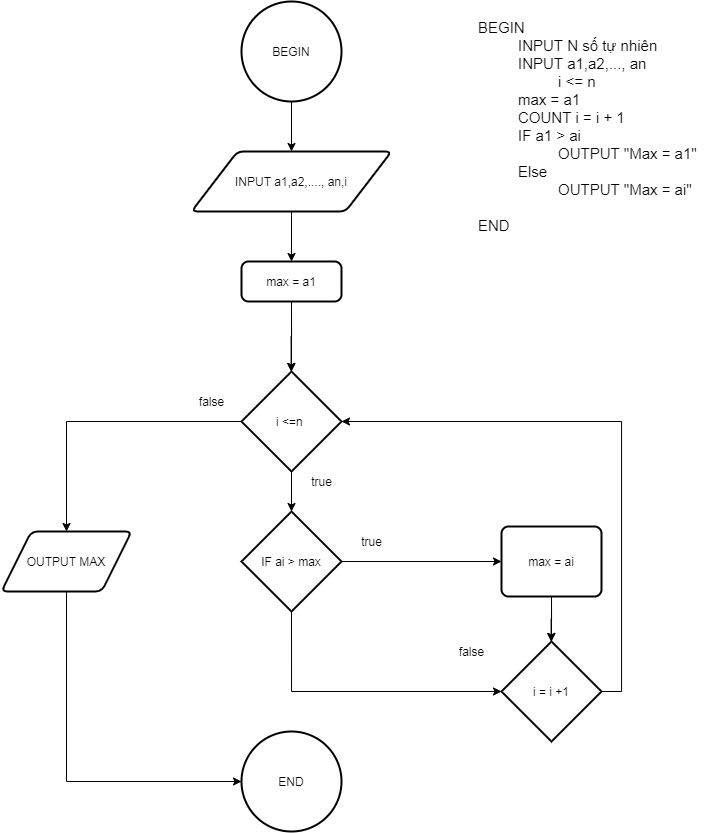 BEGIN
INPUT a1,a2,...., an,i
max = a1
i <=n
false
true
IF ai > max
true
max = ai
false
i = i +1
OUTPUT MAX
END
BEGIN
INPUT N số tự nhiên
INPUT a1,a2,..., an
i <= n
max = a1
COUNT i = i + 1
IF a1 > ai
OUTPUT "Max = a1"
Else
OUTPUT "Max = ai"
END